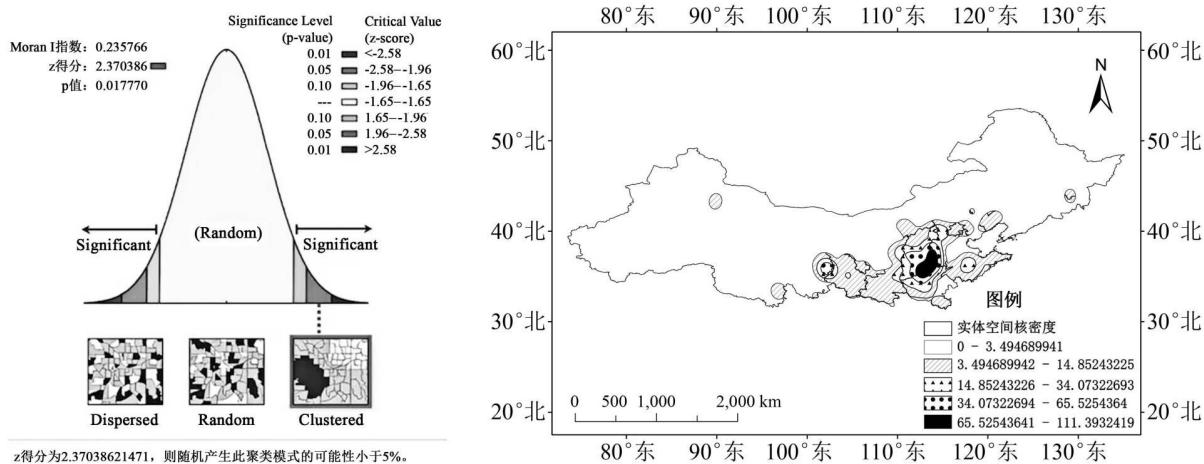 Moran I指数：0.235766
z得分：2.370386
p值：0.017770
Significance Level
(p-value)
Critical Value
(z-score)
0.01 <-2.58
0.05 -2.58–-1.96
0.10 -1.96–-1.65
--- -1.65–-1.65
0.10 1.65–-1.96
0.05 1.96–-2.58
0.01 >2.58
Significant
(Random)
Significant
Dispersed
Random
Clustered
z得分为2.37038621471，则随机产生此聚类模式的可能性小于5%。
80°东 90°东 100°东 110°东 120°东 130°东
60°北 60°北
50°北 50°北
40°北 40°北
30°北 30°北
20°北 20°北
N
图例
实体空间核密度
0 - 3.494689941
3.494689942 - 14.85243225
14.85243226 - 34.07322693
34.07322694 - 65.5254364
65.52543641 - 111.3932419
0 500 1,000 2,000 km
80°东 90°东 100°东 110°东 120°东 130°东